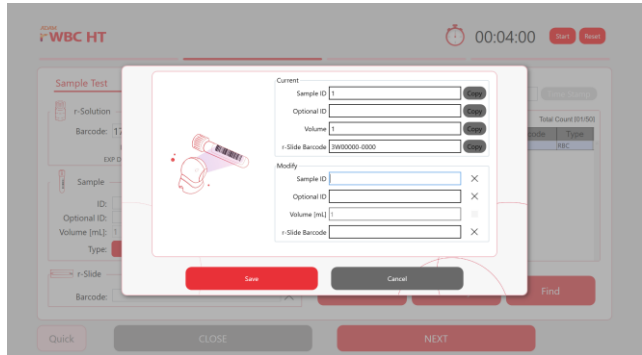 ADAM
r WBC HT
00:04:00
Start
Reset
Sample Test
r-Solution
Barcode: 17
EXP D
Sample
ID:
Optional ID:
Volume [mL]: 1
Type:
r-Slide
Barcode:
Total Count [01/50]
code
Type
RBC
Find
Current
Sample ID 1 Copy
Optional ID Copy
Volume 1 Copy
r-Slide Barcode 3W00000-0000 Copy
Modify
Sample ID
Optional ID
Volume [mL] 1
r-Slide Barcode
Save
Cancel
Quick
CLOSE
NEXT